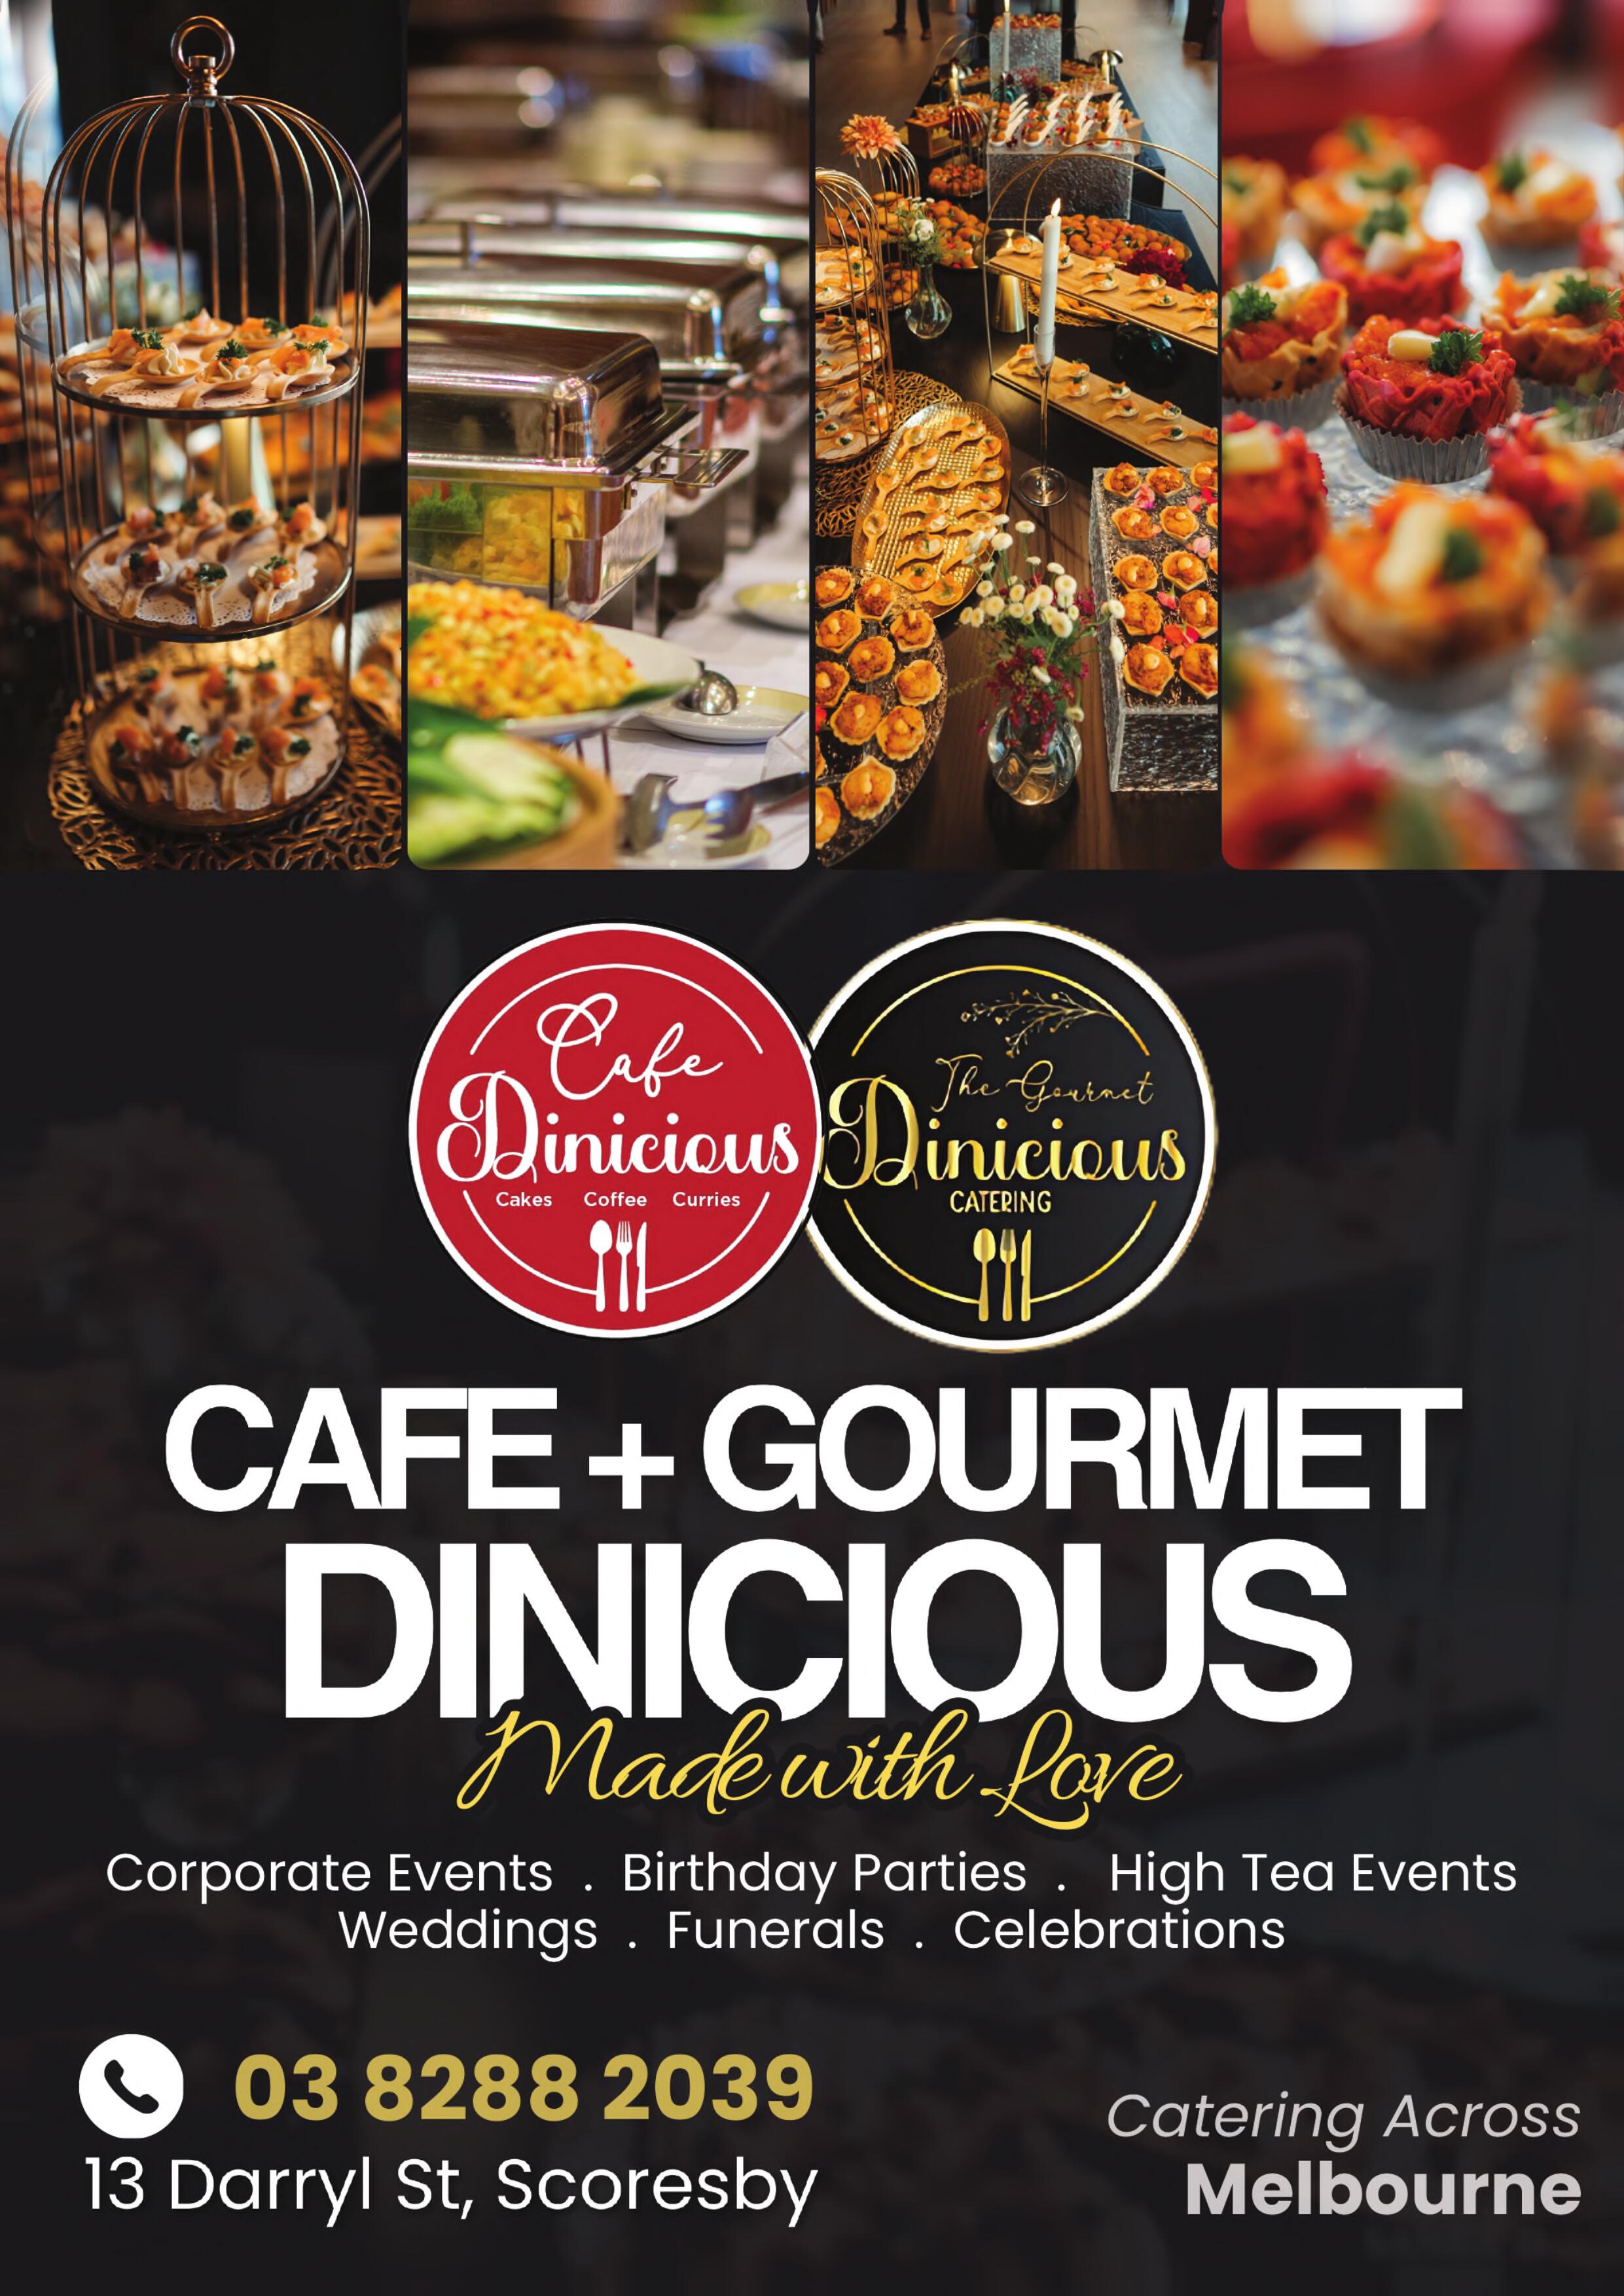 Cafe
Dinicious
Cakes Coffee Curries
The Gourmet
Dinicious
CATERING
CAFE + GOURMET
DINICIOUS
Made with Love
Corporate Events . Birthday Parties . High Tea Events
Weddings . Funerals . Celebrations
03 8288 2039
13 Darryl St, Scoresby
Catering Across
Melbourne